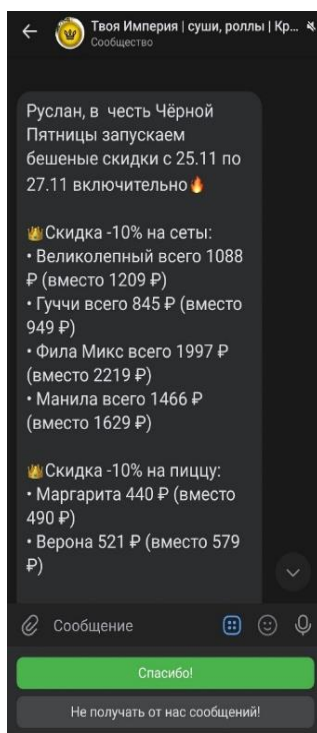 Твоя Империя | суши, роллы | Кр...
Сообщество
Руслан, в честь Чёрной
Пятницы запускаем
бешеные скидки с 25.11 по
27.11 включительно🔥
👑Скидка -10% на сеты:
• Великолепный всего 1088
₽ (вместо 1209 ₽)
• Гуччи всего 845 ₽ (вместо
949 ₽)
• Фила Микс всего 1997 ₽
(вместо 2219 ₽)
• Манила всего 1466 ₽
(вместо 1629 ₽)
👑Скидка -10% на пиццу:
• Маргарита 440 ₽ (вместо
490 ₽)
• Верона 521 ₽ (вместо 579
₽)
Сообщение
Спасибо!
Не получать от нас сообщений!